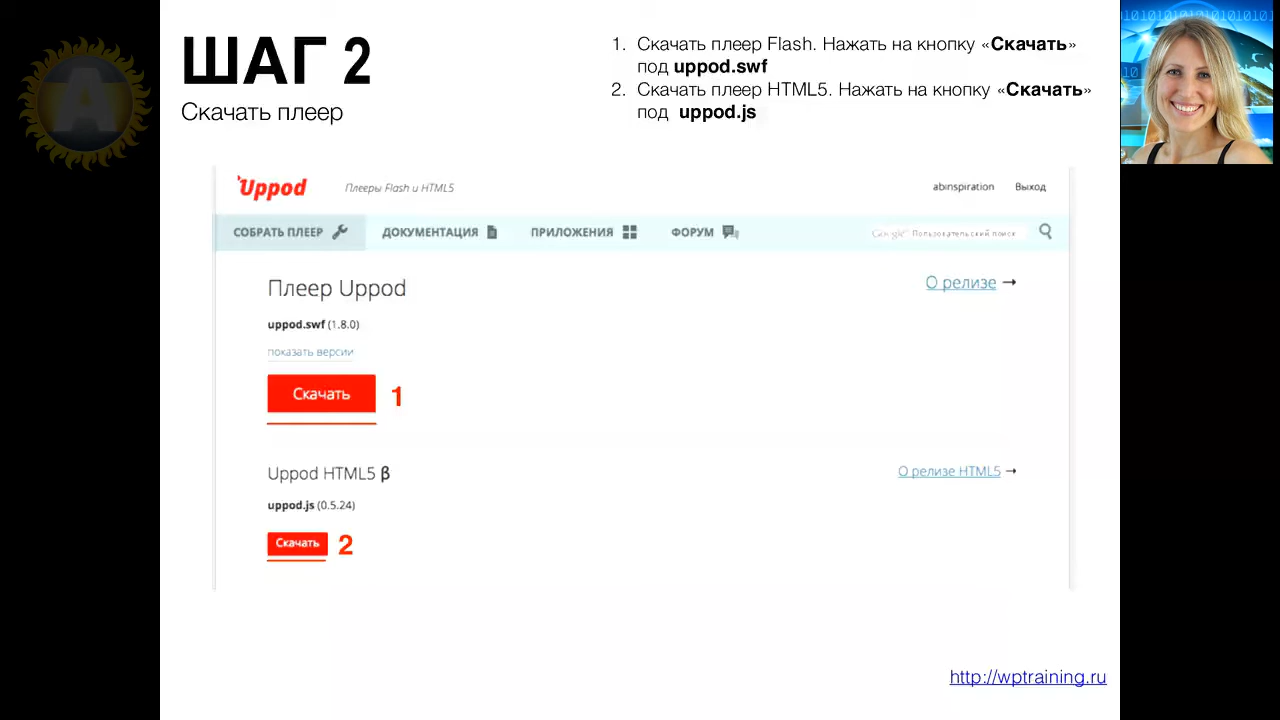 ШАГ 2
Скачать плеер
1. Скачать плеер Flash. Нажать на кнопку «Скачать»
под uppod.swf
2. Скачать плеер HTML5. Нажать на кнопку «Скачать»
под uppod.js
Uppod
Плееры Flash и HTML5
abinspiration
Выход
СОБРАТЬ ПЛЕЕР
ДОКУМЕНТАЦИЯ
ПРИЛОЖЕНИЯ
ФОРУМ
Google™ Пользовательский поиск
Плеер Uppod
О релизе →
uppod.swf (1.8.0)
показать версии
Скачать 1
Uppod HTML5 β
О релизе HTML5 →
uppod.js (0.5.24)
Скачать 2
http://wptraining.ru